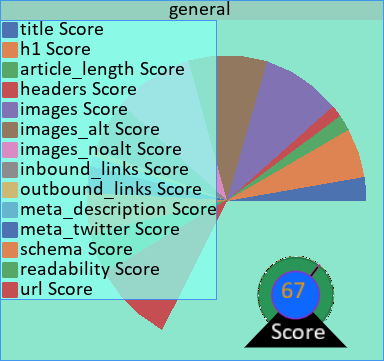 general
title Score
h1 Score
article_length Score
headers Score
images Score
images_alt Score
images_noalt Score
inbound_links Score
outbound_links Score
meta_description Score
meta_twitter Score
schema Score
readability Score
url Score
67
Score